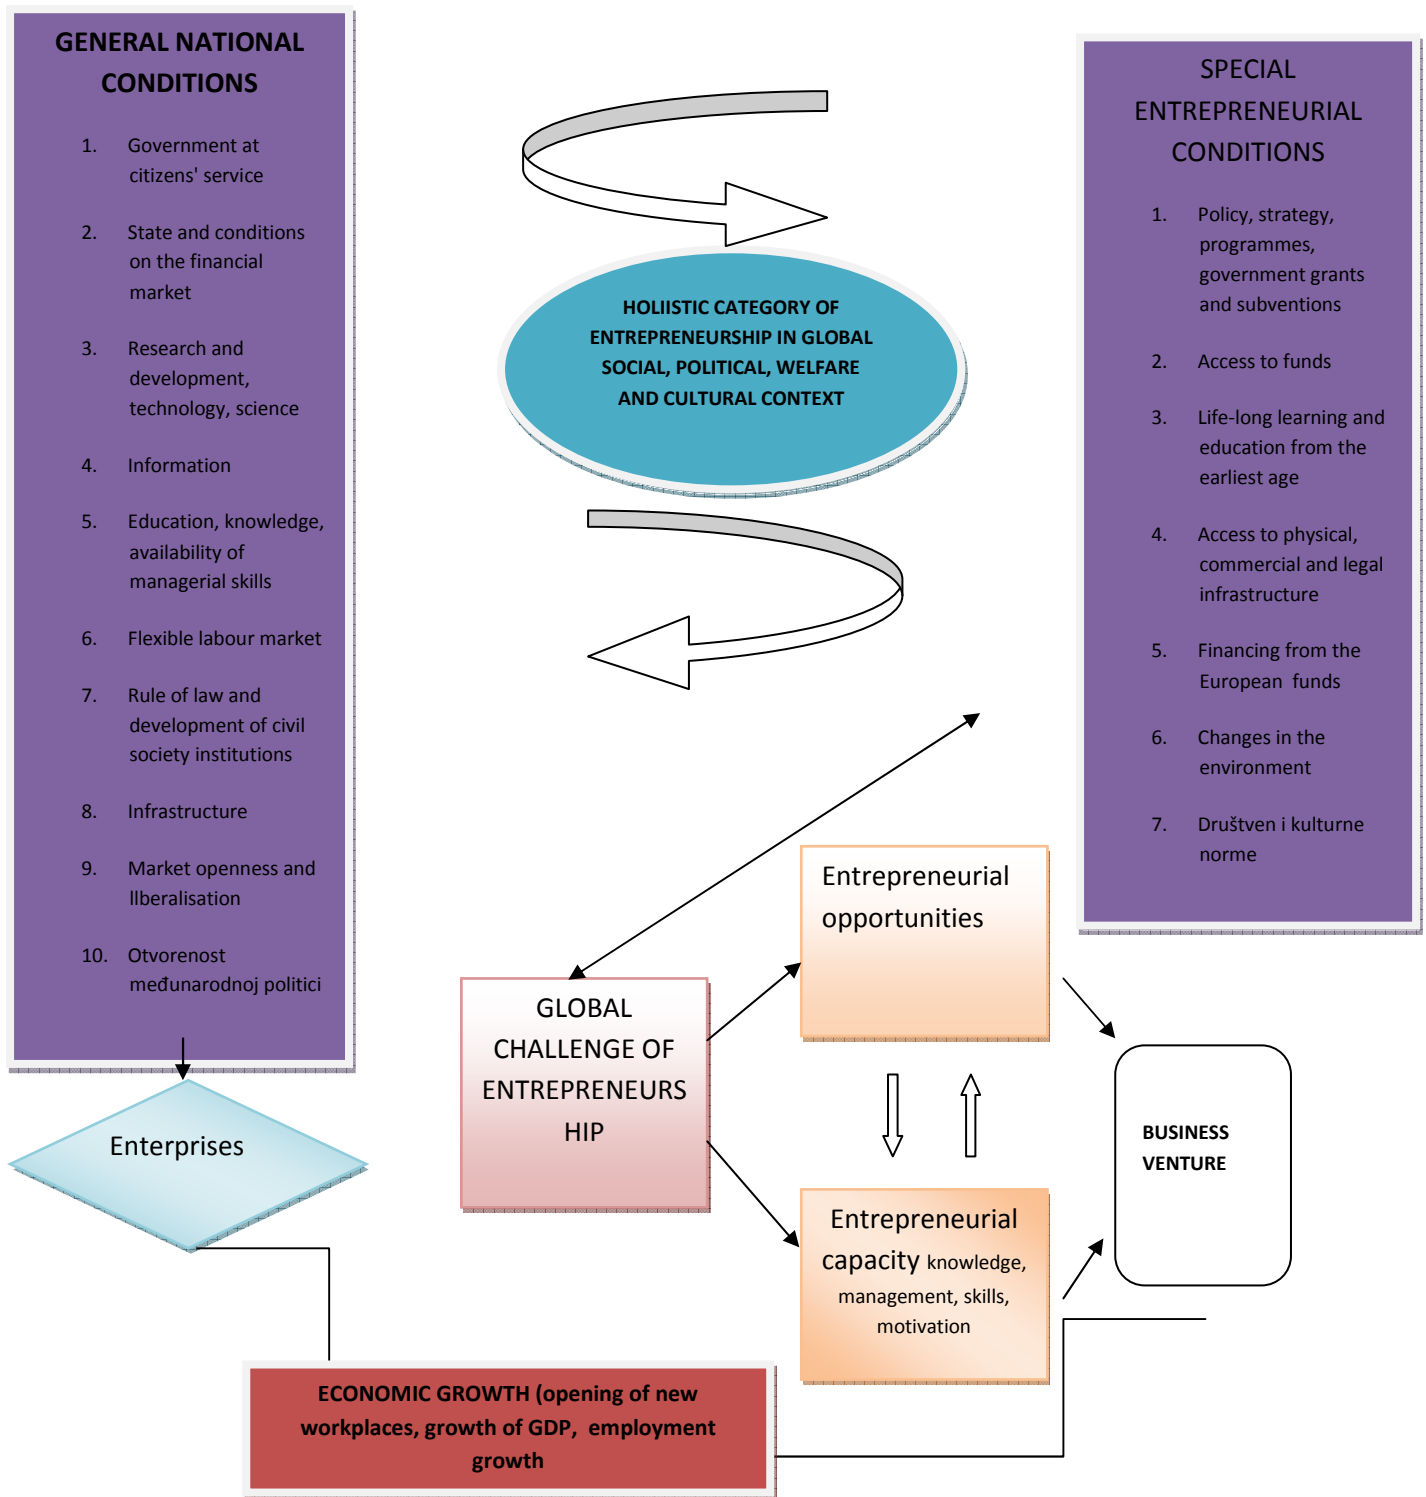 GENERAL NATIONAL
CONDITIONS
1. Government at
citizens' service
2. State and conditions
on the financial
market
3. Research and
development,
technology, science
4. Information
5. Education, knowledge,
availability of
managerial skills
6. Flexible labour market
7. Rule of law and
development of civil
society institutions
8. Infrastructure
9. Market openness and
lIberalisation
10. Otvorenost
međunarodnoj politici
HOLIISTIC CATEGORY OF
ENTREPRENEURSHIP IN GLOBAL
SOCIAL, POLITICAL, WELFARE
AND CULTURAL CONTEXT
SPECIAL
ENTREPRENEURIAL
CONDITIONS
1. Policy, strategy,
programmes,
government grants
and subventions
2. Access to funds
3. Life-long learning and
education from the
earliest age
4. Access to physical,
commercial and legal
infrastructure
5. Financing from the
European funds
6. Changes in the
environment
7. Društven i kulturne
norme
Entrepreneurial
opportunities
GLOBAL
CHALLENGE OF
ENTREPRENEURS
HIP
Enterprises
BUSINESS
VENTURE
Entrepreneurial
capacity knowledge,
management, skills,
motivation
ECONOMIC GROWTH (opening of new
workplaces, growth of GDP, employment
growth